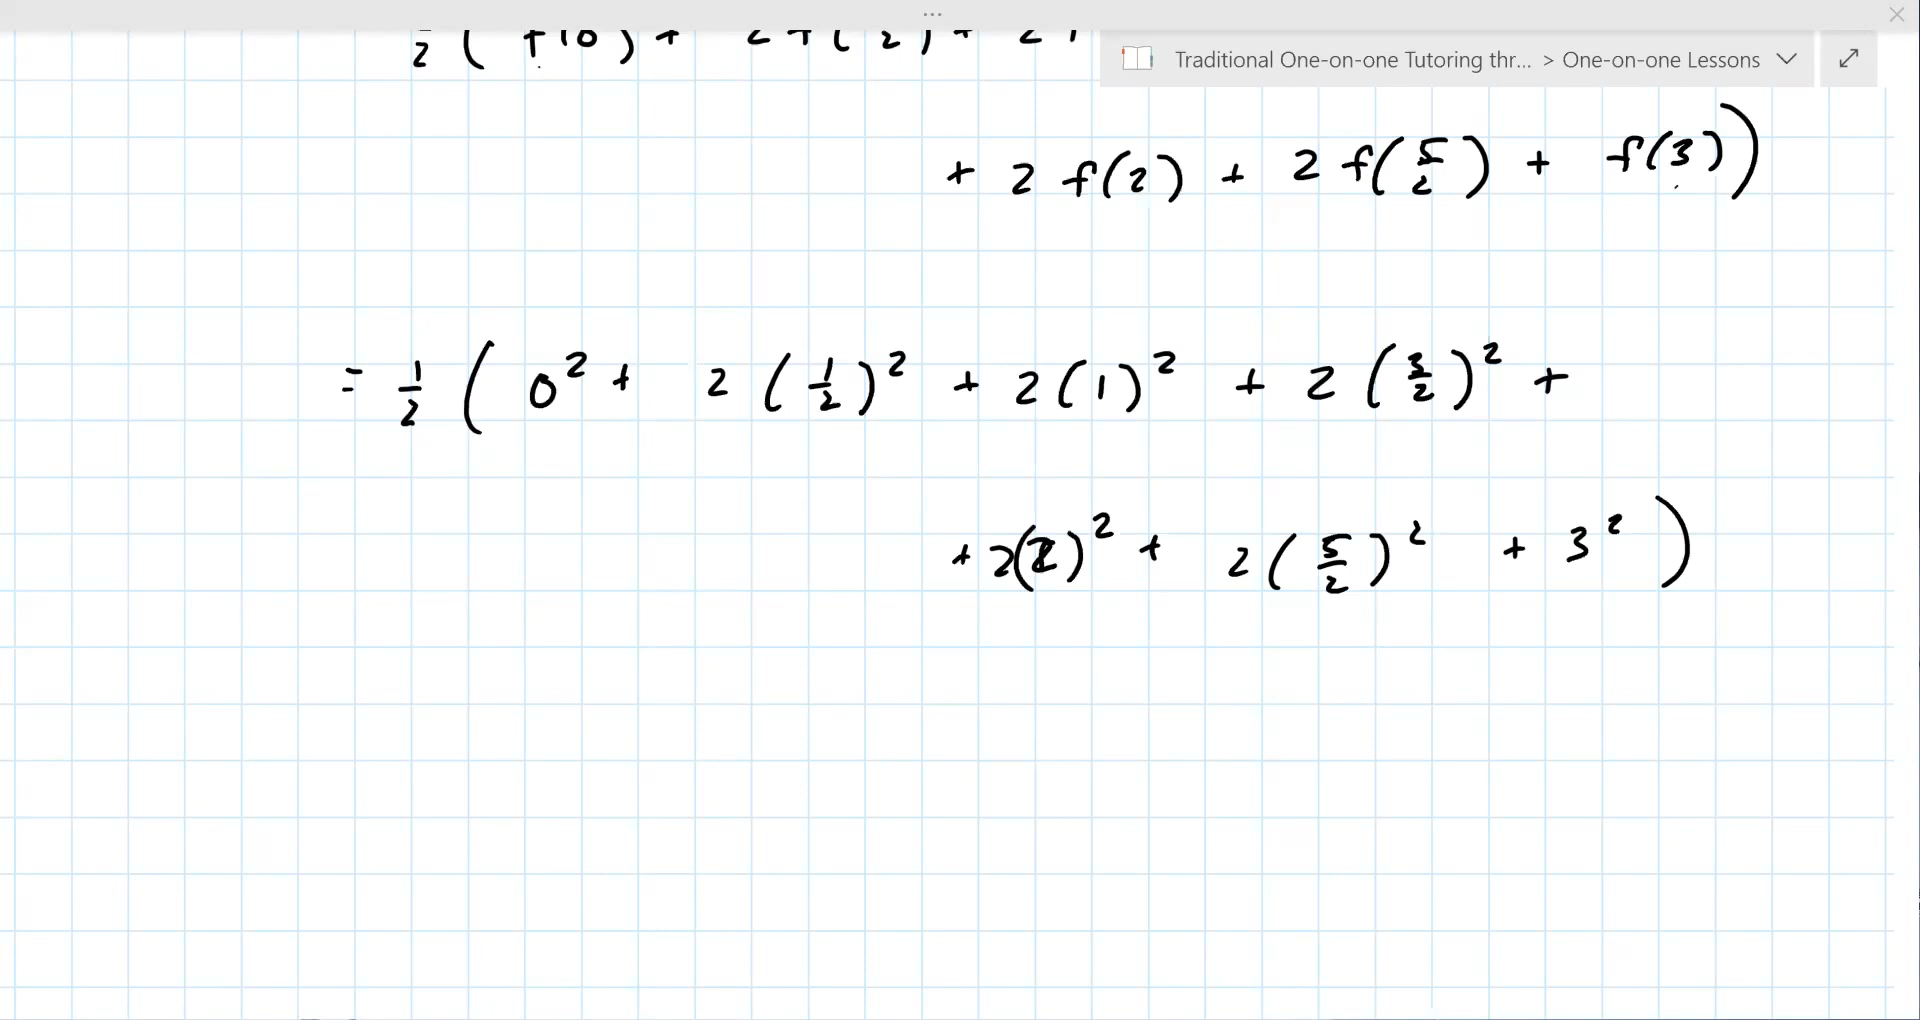 Traditional One-on-one Tutoring thr... > One-on-one Lessons
+ 2 f(2) + 2 f(5/2) + f(3))
= 1/2 ( 0² + 2 (1/2)² + 2 (1)² + 2 (3/2)² +
+ 2(2)² + 2 (5/2)² + 3² )